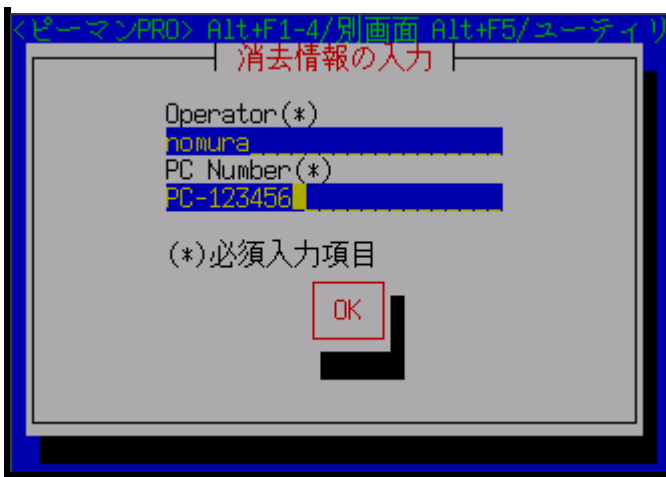 <ピーマンPRO> Alt+F1-4/別画面 Alt+F5/ユーティリ
消去情報の入力
Operator(*)
nomura
PC Number(*)
PC-123456
(*)必須入力項目
OK